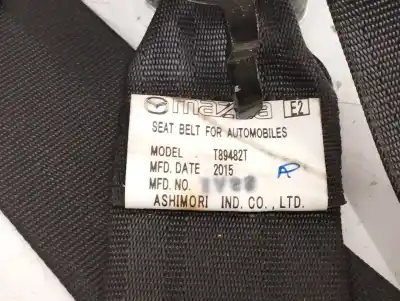 mazda E2
SEAT BELT FOR AUTOMOBILES
MODEL T89482T
MFD. DATE 2015
MFD. NO.
ASHIMORI IND. CO., LTD.